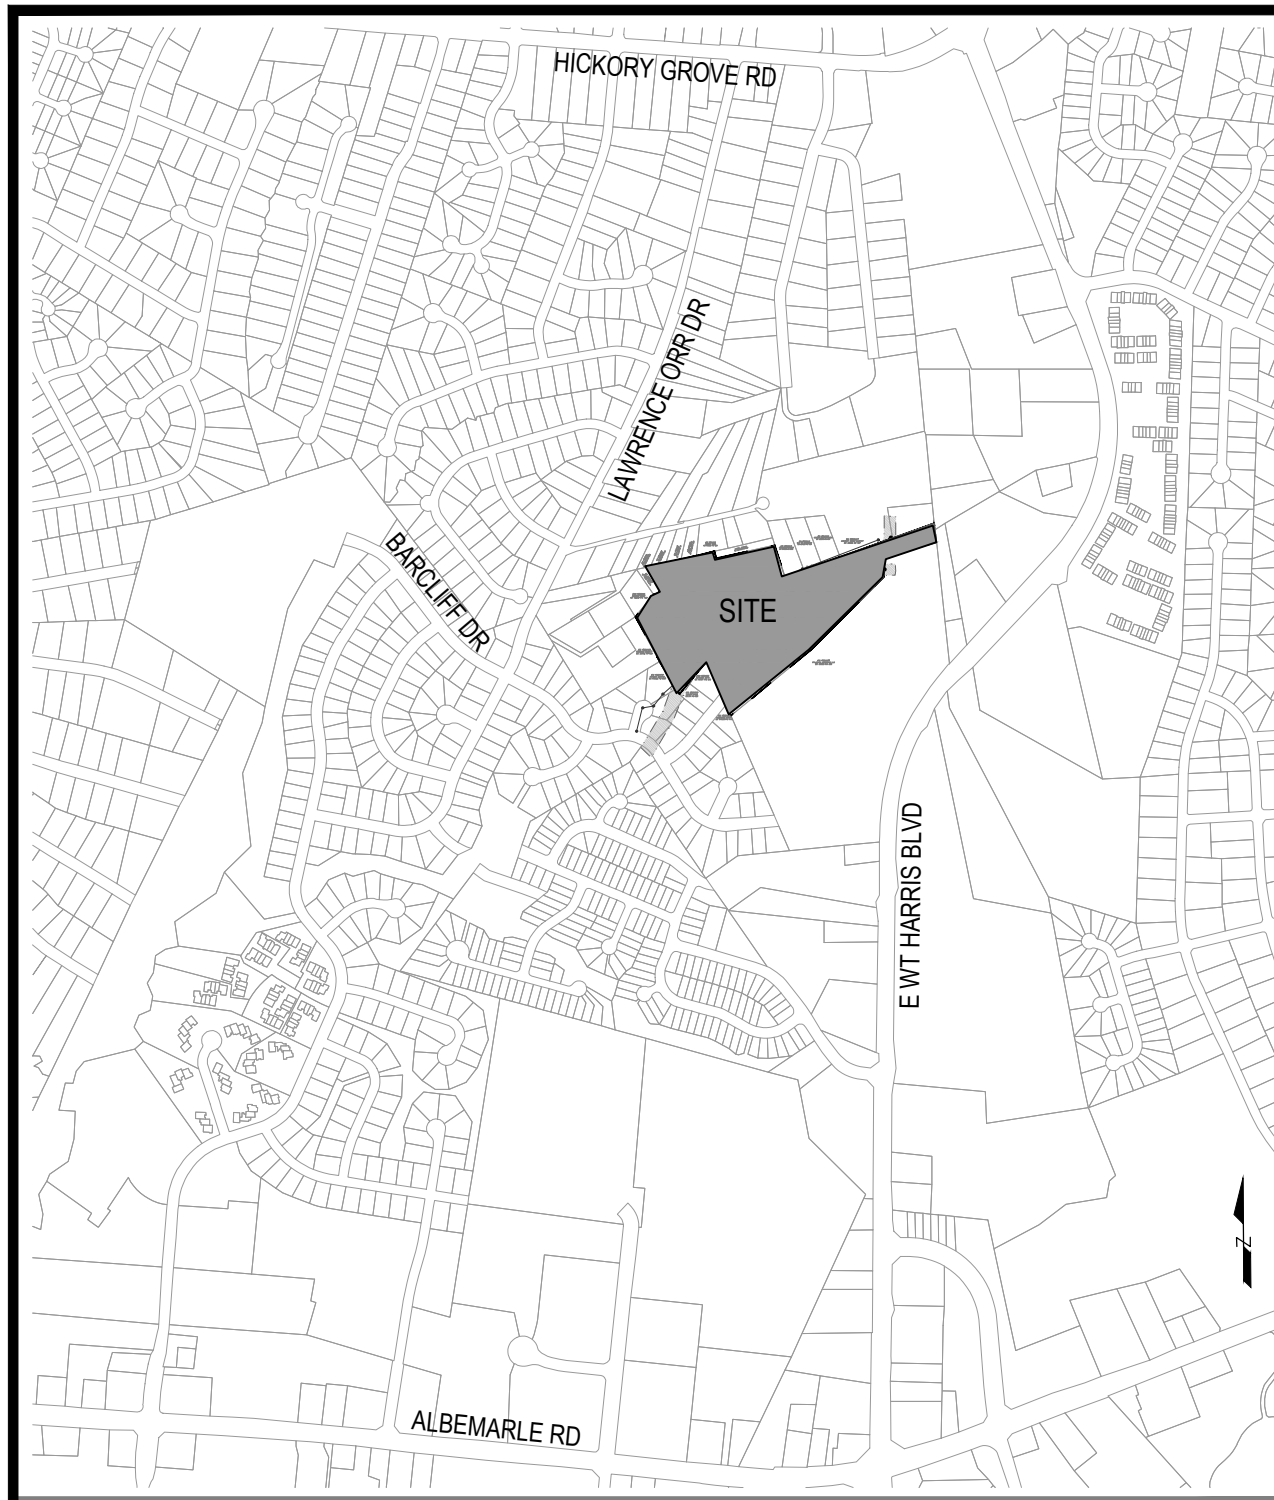 HICKORY GROVE RD
LAWRENCE ORR DR
BARCLIFF DR
SITE
E WT HARRIS BLVD
N
ALBEMARLE RD